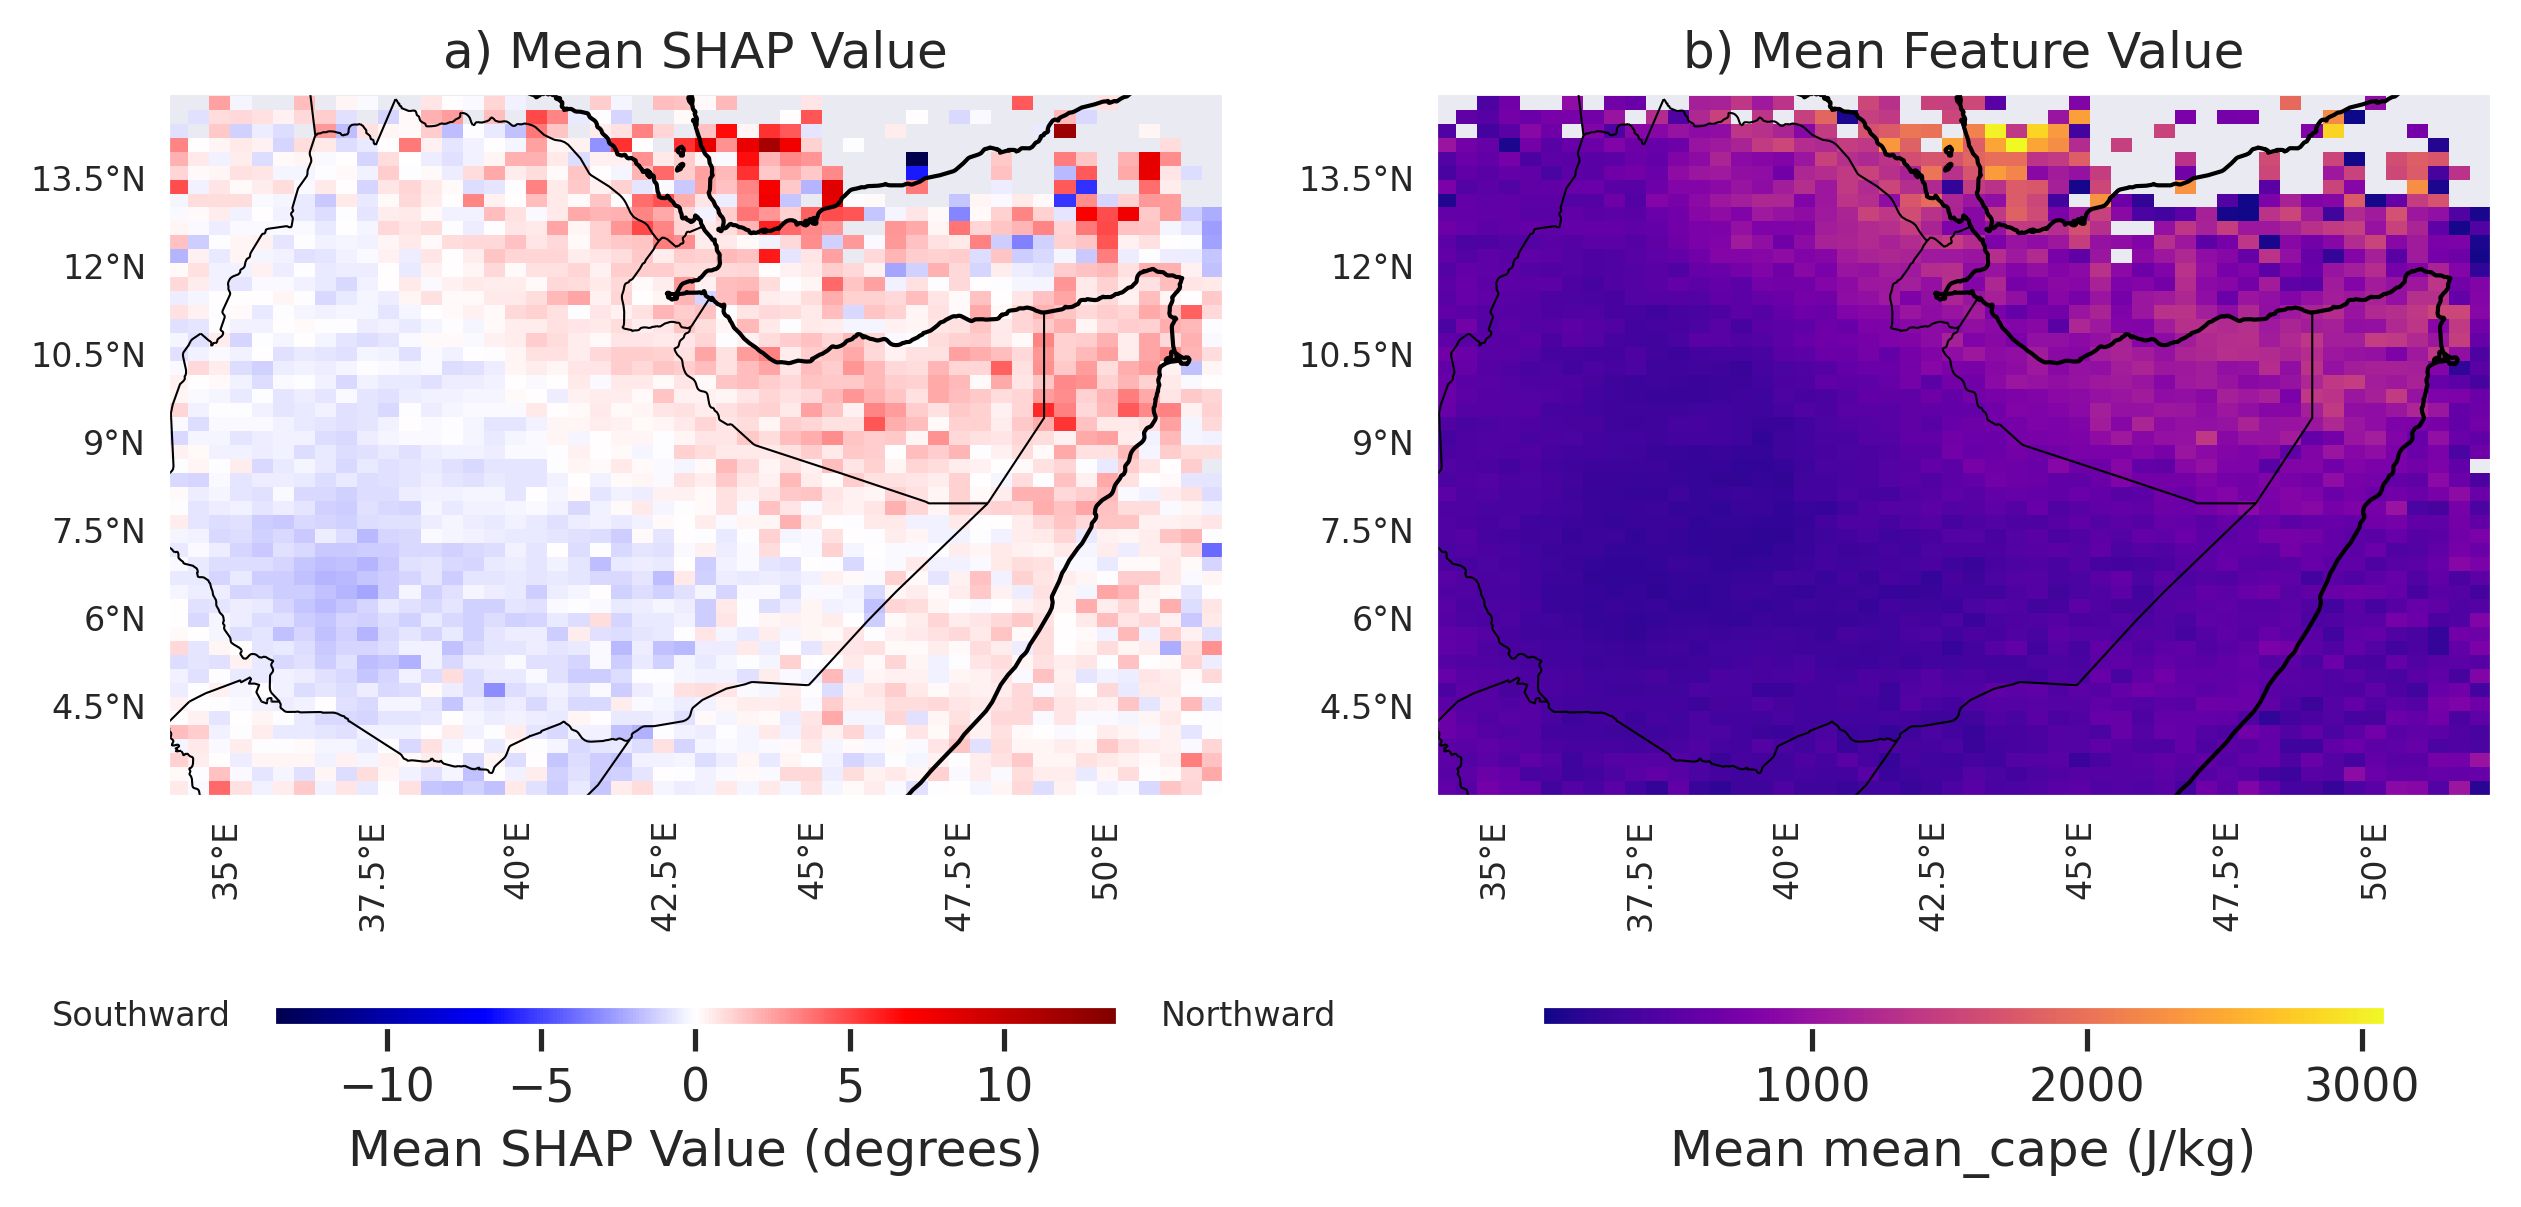 a) Mean SHAP Value
b) Mean Feature Value
13.5°N
12°N
10.5°N
9°N
7.5°N
6°N
4.5°N
35°E
37.5°E
40°E
42.5°E
45°E
47.5°E
50°E
13.5°N
12°N
10.5°N
9°N
7.5°N
6°N
4.5°N
35°E
37.5°E
40°E
42.5°E
45°E
47.5°E
50°E
Southward
Northward
−10 −5 0 5 10
Mean SHAP Value (degrees)
1000 2000 3000
Mean mean_cape (J/kg)